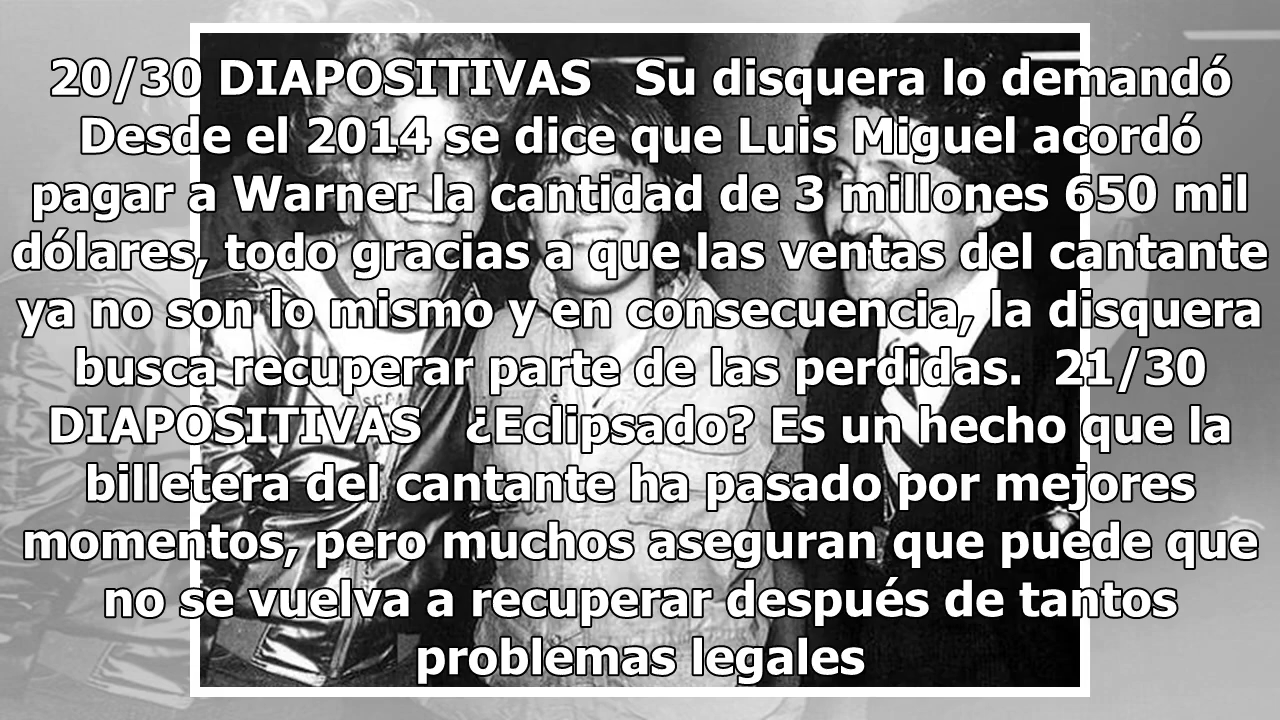 20/30 DIAPOSITIVAS Su disquera lo demandó
Desde el 2014 se dice que Luis Miguel acordó
pagar a Warner la cantidad de 3 millones 650 mil
dólares, todo gracias a que las ventas del cantante
ya no son lo mismo y en consecuencia, la disquera
busca recuperar parte de las perdidas. 21/30
DIAPOSITIVAS ¿Eclipsado? Es un hecho que la
billetera del cantante ha pasado por mejores
momentos, pero muchos aseguran que puede que
no se vuelva a recuperar después de tantos
problemas legales